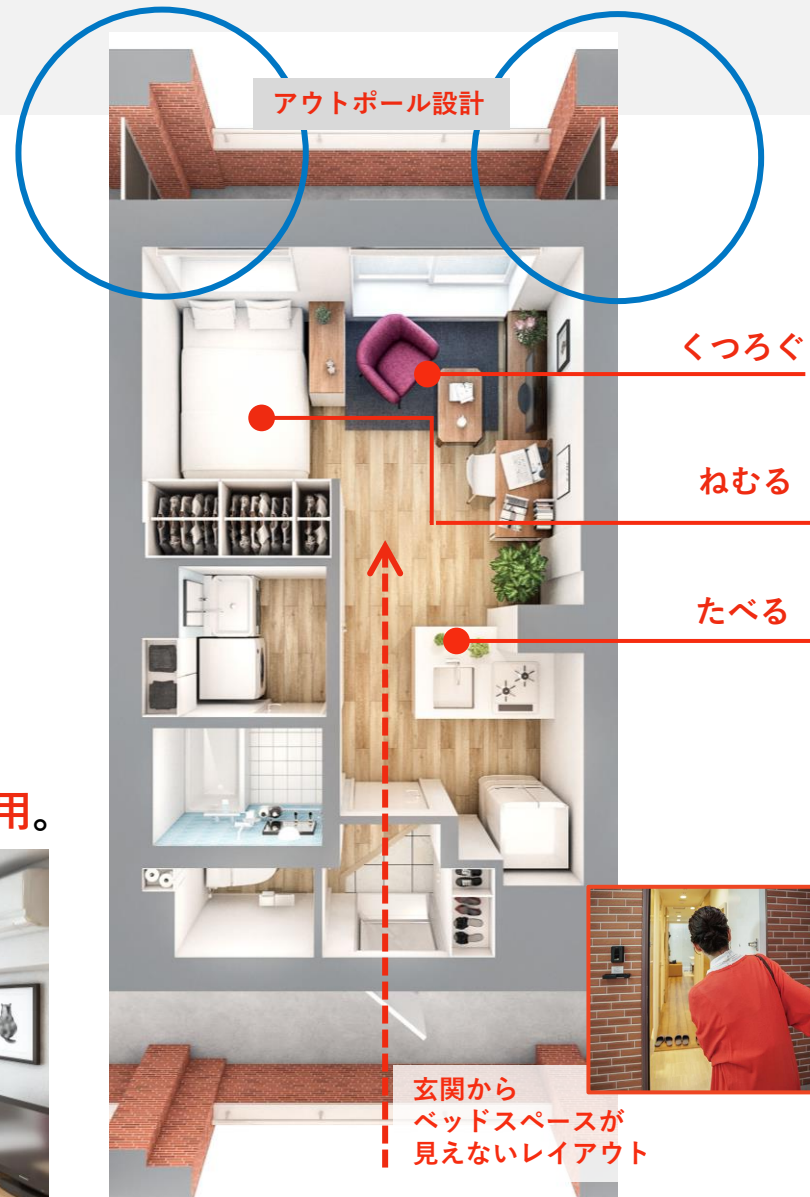 アウトポール設計
くつろぐ
ねむる
たべる
用。
玄関から
ベッドスペースが
見えないレイアウト